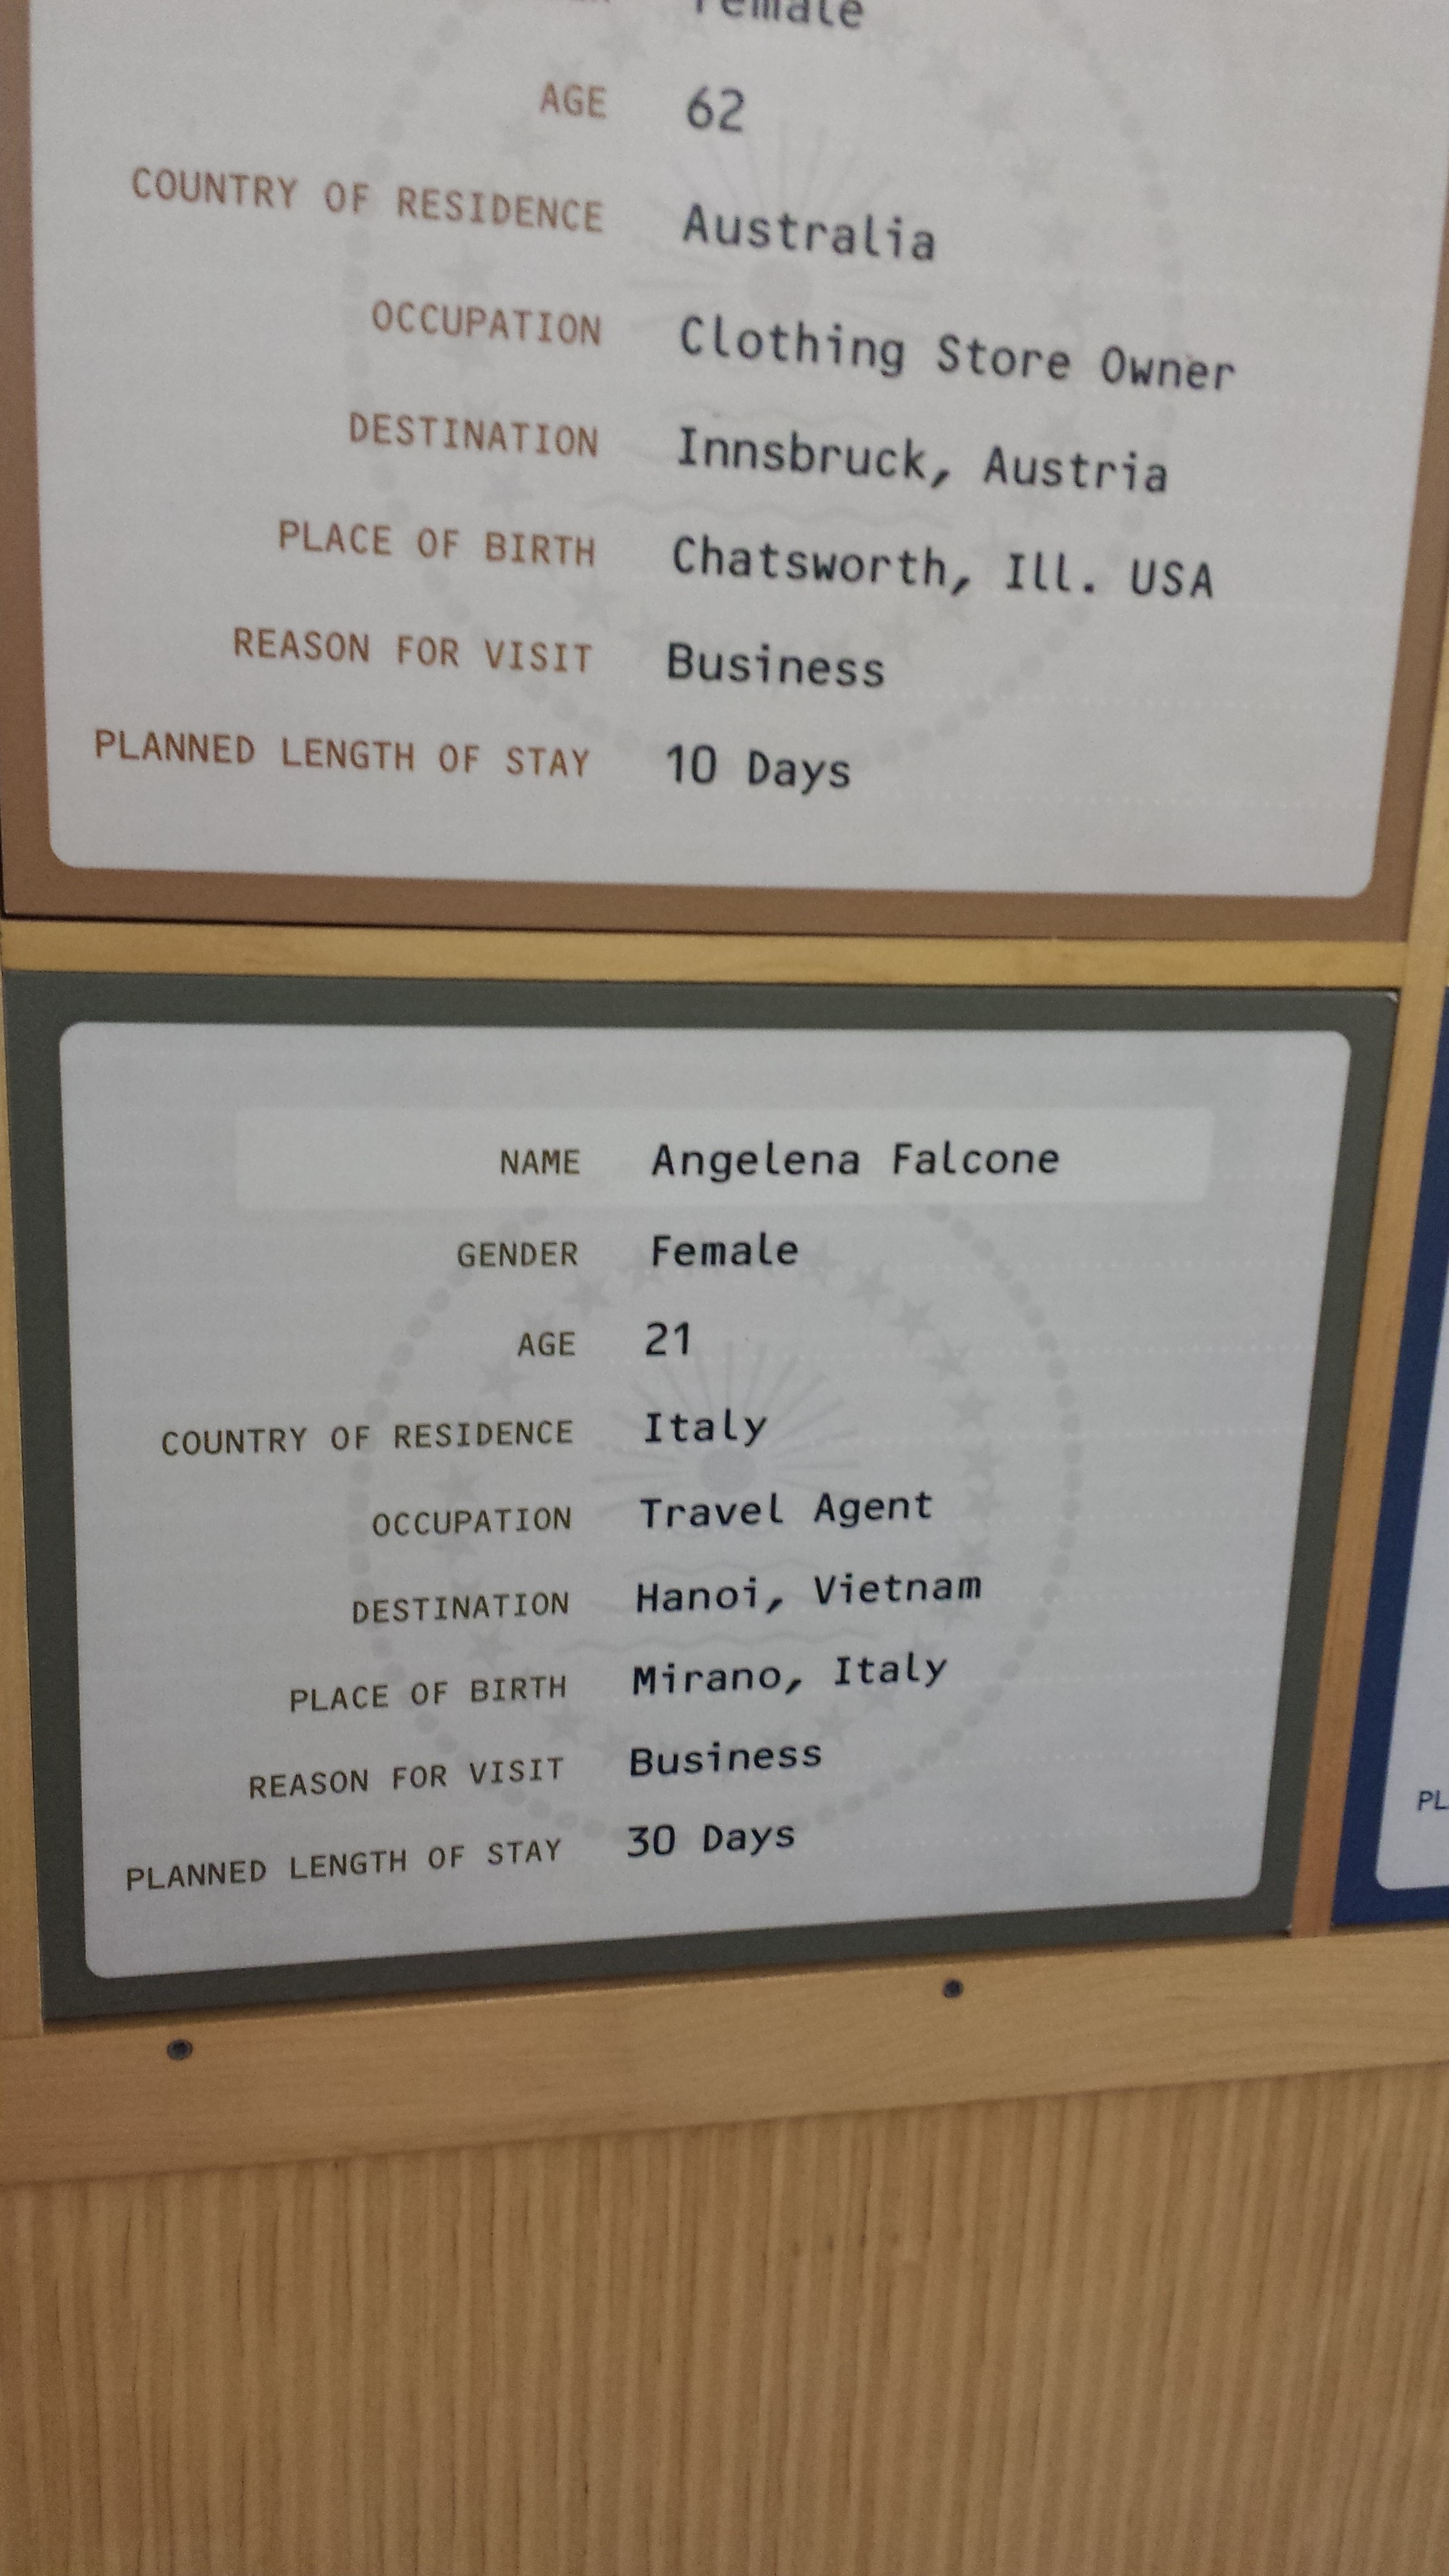 Female
AGE 62
COUNTRY OF RESIDENCE Australia
OCCUPATION Clothing Store Owner
DESTINATION Innsbruck, Austria
PLACE OF BIRTH Chatsworth, Ill. USA
REASON FOR VISIT Business
PLANNED LENGTH OF STAY 10 Days
NAME Angelena Falcone
GENDER Female
AGE 21
COUNTRY OF RESIDENCE Italy
OCCUPATION Travel Agent
DESTINATION Hanoi, Vietnam
PLACE OF BIRTH Mirano, Italy
REASON FOR VISIT Business
PLANNED LENGTH OF STAY 30 Days
PL